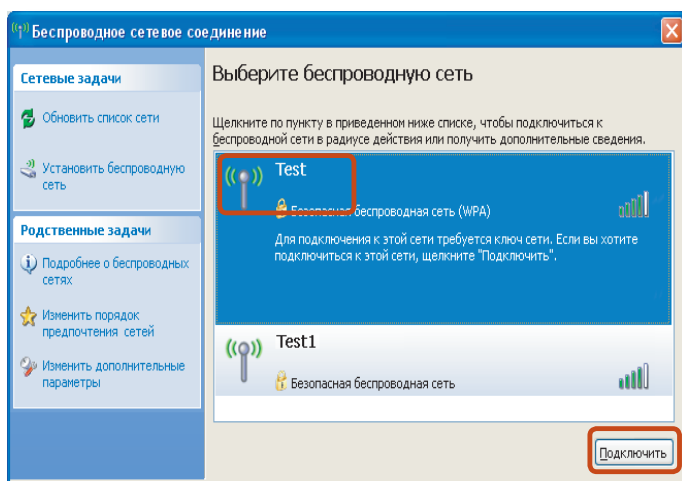 Беспроводное сетевое соединение
Сетевые задачи
Обновить список сети
Установить беспроводную
сеть
Родственные задачи
Подробнее о беспроводных
сетях
Изменить порядок
предпочтения сетей
Изменить дополнительные
параметры
Выберите беспроводную сеть
Щелкните по пункту в приведенном ниже списке, чтобы подключиться к
беспроводной сети в радиусе действия или получить дополнительные сведения.
Test
Безопасная беспроводная сеть (WPA)
Для подключения к этой сети требуется ключ сети. Если вы хотите
подключиться к этой сети, щелкните "Подключить".
Test1
Безопасная беспроводная сеть
Подключить